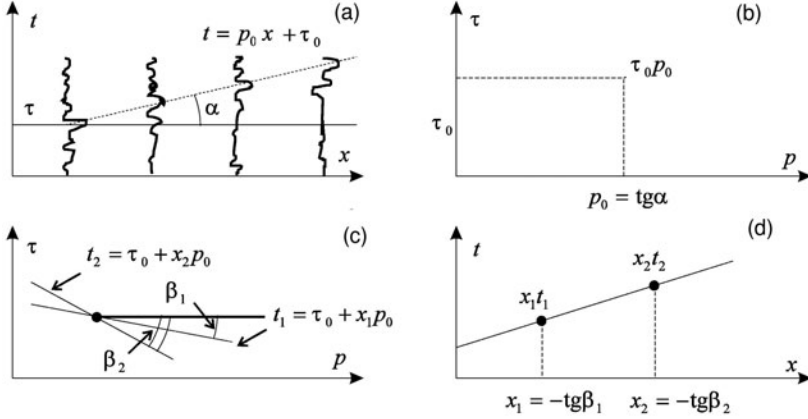 (a)
t
t = p₀ x + τ₀
τ
α
x
(b)
τ
τ₀p₀
τ₀
p
p₀ = tgα
(c)
τ
t₂ = τ₀ + x₂p₀
β₁
t₁ = τ₀ + x₁p₀
β₂
p
(d)
t
x₂t₂
x₁t₁
x
x₁ = −tgβ₁
x₂ = −tgβ₂